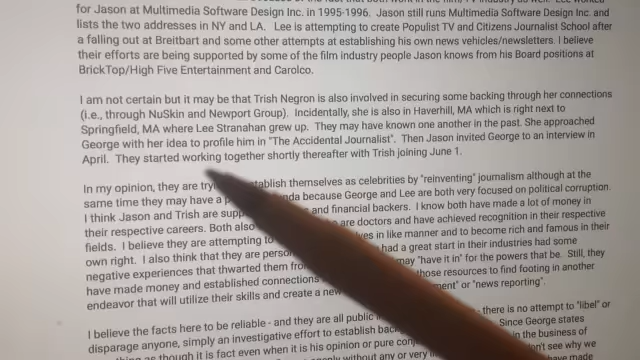 for Jason at Multimedia Software Design Inc. in 1995-1996. Jason still runs Multimedia Software Design Inc. and
lists the two addresses in NY and LA. Lee is attempting to create Populist TV and Citizens Journalist School after
a falling out at Breitbart and some other attempts at establishing his own news vehicles/newsletters. I believe
their efforts are being supported by some of the film industry people Jason knows from his Board positions at
BrickTop/High Five Entertainment and Carolco.
I am not certain but it may be that Trish Negron is also involved in securing some backing through her connections
(i.e., through NuSkin and Newport Group). Incidentally, she is also in Haverhill, MA which is right next to
Springfield, MA where Lee Stranahan grew up. They may have known one another in the past. She approached
George with her idea to profile him in "The Accidental Journalist". Then Jason invited George to an interview in
April. They started working together shortly thereafter with Trish joining June 1.
In my opinion, they are establish themselves as celebrities by "reinventing" journalism although at the
same time they may have a because George and Lee are both very focused on political corruption.
I think Jason and Trish are and financial backers. I know both have made a lot of money in
their respective careers. Both also are doctors and have achieved recognition in their respective
fields. I believe they are attempting to in like manner and to become rich and famous in their
own right. I also think that they are had a great start in their industries had some
negative experiences that thwarted them may "have it in" for the powers that be. Still, they
have made money and established connections those resources to find footing in another
endeavor that will utilize their skills and create a new or "news reporting".
I believe the facts here to be reliable - and they are all public there is no attempt to "libel" or
disparage anyone, simply an investigative effort to establish Since George states
as though it is fact even when it is his opinion or pure in the business of
without any or very see why we
have made